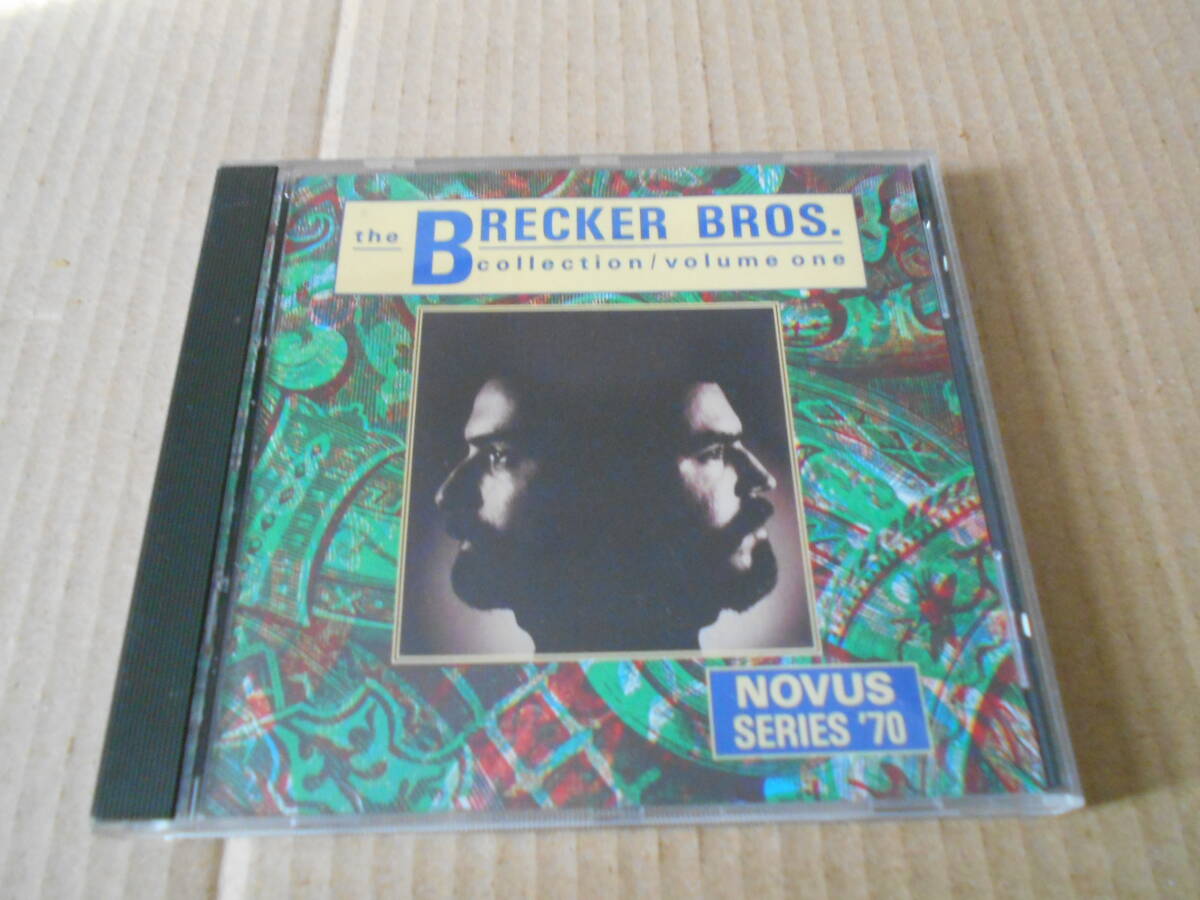 the BRECKER BROS.
collection/volume one
NOVUS
SERIES '70